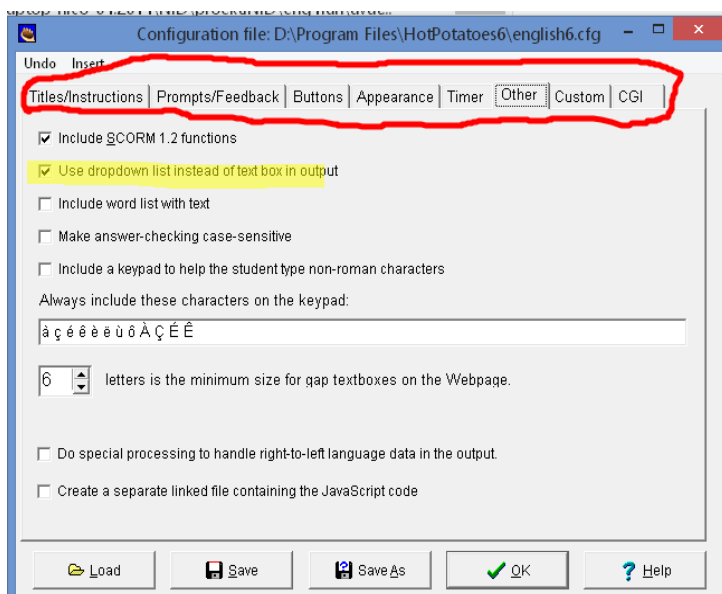 Configuration file: D:\Program Files\HotPotatoes6\english6.cfg
Undo Insert
Titles/Instructions Prompts/Feedback Buttons Appearance Timer Other Custom CGI
Include SCORM 1.2 functions
Use dropdown list instead of text box in output
Include word list with text
Make answer-checking case-sensitive
Include a keypad to help the student type non-roman characters
Always include these characters on the keypad:
à ç é ê è ë ù ô À Ç É Ê
6 letters is the minimum size for gap textboxes on the Webpage.
Do special processing to handle right-to-left language data in the output.
Create a separate linked file containing the JavaScript code
Load Save Save As OK Help